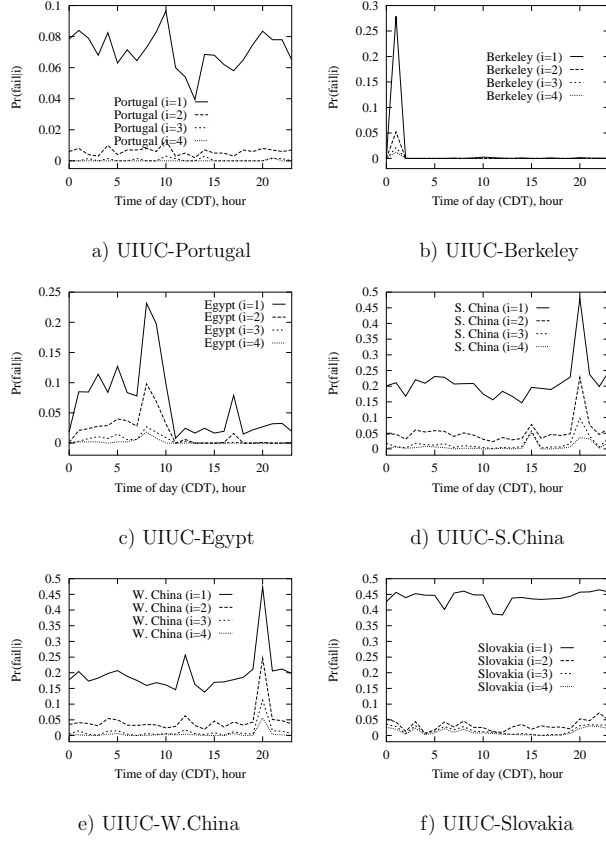 0.1
0.08
0.06
0.04
0.02
0
Pr(fail|i)
Portugal (i=1)
Portugal (i=2)
Portugal (i=3)
Portugal (i=4)
0 5 10 15 20
Time of day (CDT), hour
a) UIUC-Portugal
0.3
0.25
0.2
0.15
0.1
0.05
0
Pr(fail|i)
Berkeley (i=1)
Berkeley (i=2)
Berkeley (i=3)
Berkeley (i=4)
0 5 10 15 20
Time of day (CDT), hour
b) UIUC-Berkeley
0.25
0.2
0.15
0.1
0.05
0
Pr(fail|i)
Egypt (i=1)
Egypt (i=2)
Egypt (i=3)
Egypt (i=4)
0 5 10 15 20
Time of day (CDT), hour
c) UIUC-Egypt
0.5
0.45
0.4
0.35
0.3
0.25
0.2
0.15
0.1
0.05
0
Pr(fail|i)
S. China (i=1)
S. China (i=2)
S. China (i=3)
S. China (i=4)
0 5 10 15 20
Time of day (CDT), hour
d) UIUC-S.China
0.5
0.45
0.4
0.35
0.3
0.25
0.2
0.15
0.1
0.05
0
Pr(fail|i)
W. China (i=1)
W. China (i=2)
W. China (i=3)
W. China (i=4)
0 5 10 15 20
Time of day (CDT), hour
e) UIUC-W.China
0.5
0.45
0.4
0.35
0.3
0.25
0.2
0.15
0.1
0.05
0
Pr(fail|i)
Slovakia (i=1)
Slovakia (i=2)
Slovakia (i=3)
Slovakia (i=4)
0 5 10 15 20
Time of day (CDT), hour
f) UIUC-Slovakia